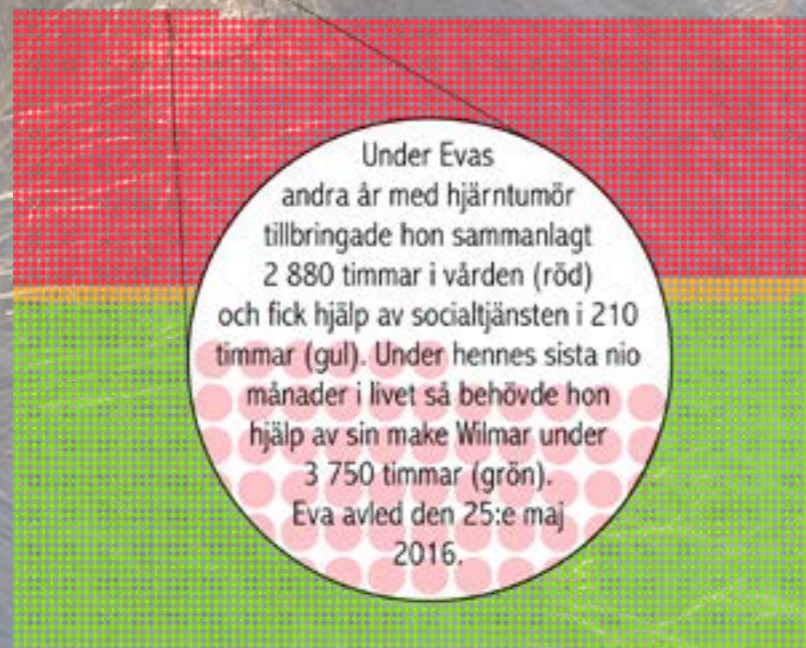 Under Evas
andra år med hjärntumör
tillbringade hon sammanlagt
2 880 timmar i vården (röd)
och fick hjälp av socialtjänsten i 210
timmar (gul). Under hennes sista nio
månader i livet så behövde hon
hjälp av sin make Wilmar under
3 750 timmar (grön).
Eva avled den 25:e maj
2016.